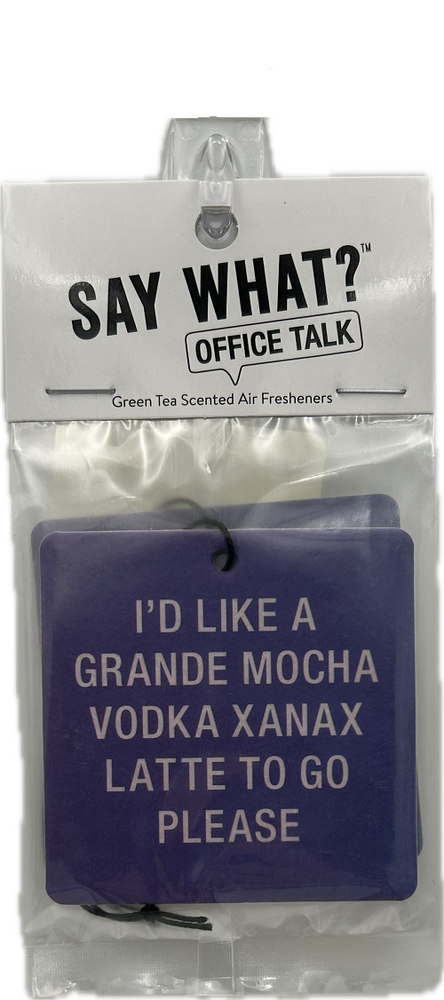 SAY WHAT?™
OFFICE TALK
Green Tea Scented Air Fresheners
I'D LIKE A
GRANDE MOCHA
VODKA XANAX
LATTE TO GO
PLEASE